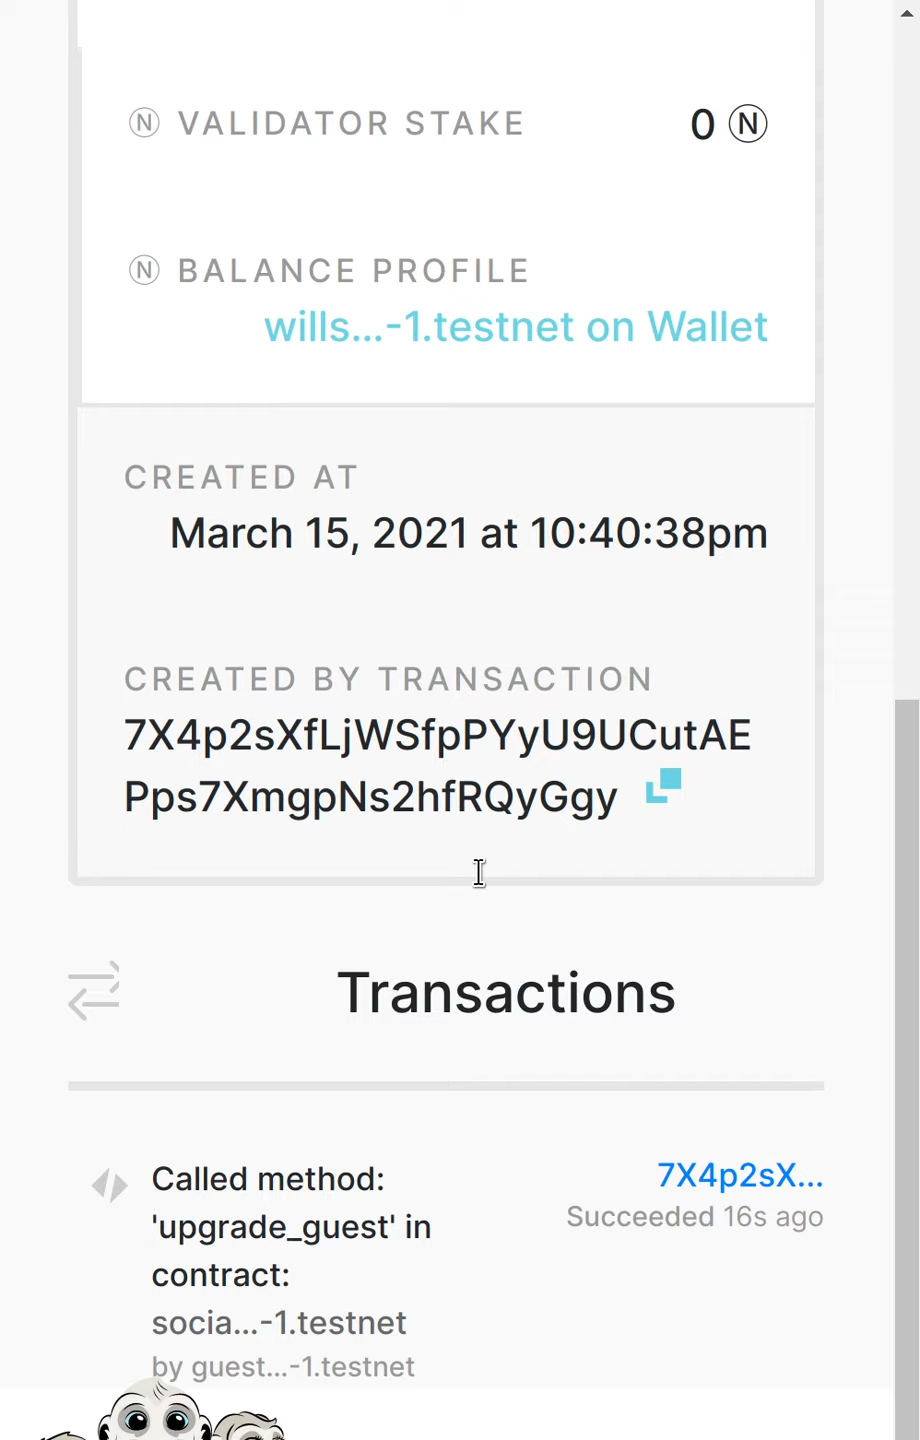 Ⓝ VALIDATOR STAKE 0 Ⓝ
Ⓝ BALANCE PROFILE
wills...-1.testnet on Wallet
CREATED AT
March 15, 2021 at 10:40:38pm
CREATED BY TRANSACTION
7X4p2sXfLjWSfpPYyU9UCutAE
Pps7XmgpNs2hfRQyGgy
Transactions
Called method:
'upgrade_guest' in
contract:
socia...-1.testnet
by guest...-1.testnet
7X4p2sX...
Succeeded 16s ago